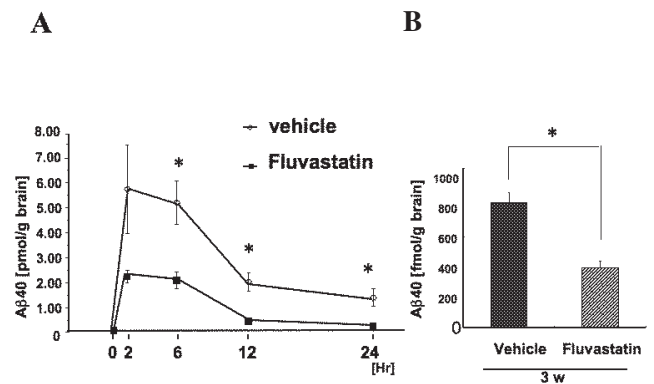 A
B
vehicle
Fluvastatin
Aβ40 [pmol/g brain]
8.00
7.00
6.00
5.00
4.00
3.00
2.00
1.00
0
*
*
*
0 2 6 12 24
[Hr]
*
Aβ40 [fmol/g brain]
1000
800
600
400
200
0
Vehicle Fluvastatin
3 w